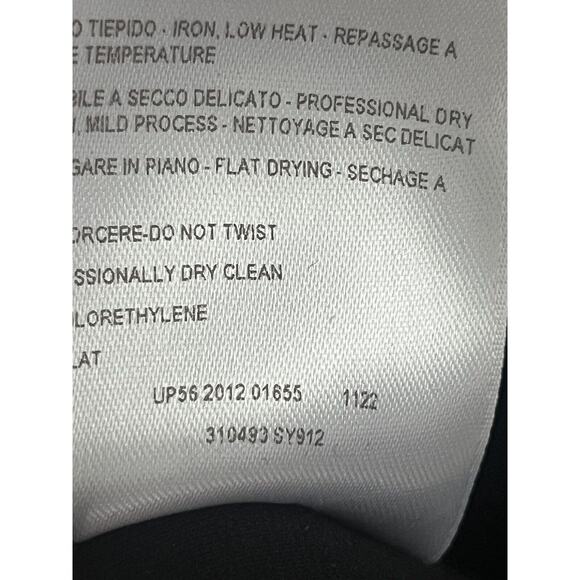 O TIEPIDO - IRON, LOW HEAT - REPASSAGE A
E TEMPERATURE
BILE A SECCO DELICATO - PROFESSIONAL DRY
, MILD PROCESS - NETTOYAGE A SEC DELICAT
GARE IN PIANO - FLAT DRYING - SECHAGE A
ORCERE-DO NOT TWIST
SSIONALLY DRY CLEAN
LORETHYLENE
LAT
UP56 2012 01655 1122
310493 SY912